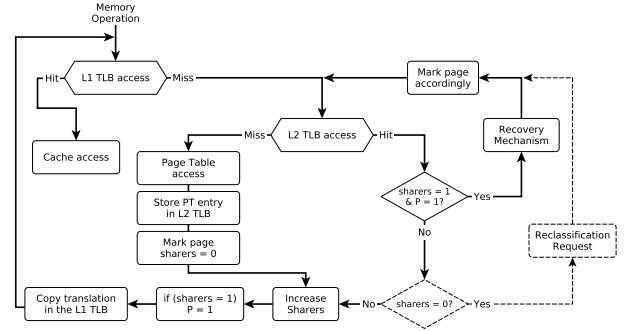 Memory
Operation
Hit
L1 TLB access
Miss
Mark page
accordingly
Cache access
Miss
L2 TLB access
Hit
Recovery
Mechanism
Page Table
access
Store PT entry
in L2 TLB
Mark page
sharers = 0
sharers = 1
& P = 1?
Yes
No
Reclassification
Request
Copy translation
in the L1 TLB
if (sharers = 1)
P = 1
Increase
Sharers
No
sharers = 0?
Yes